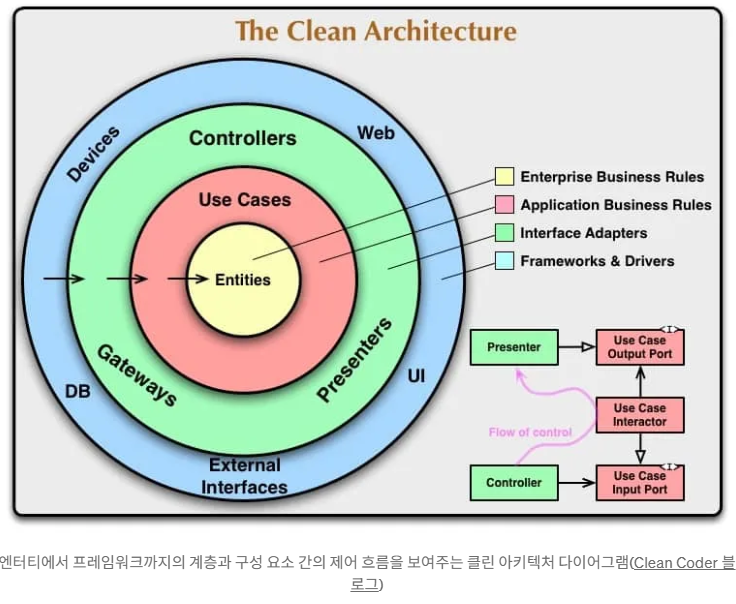 The Clean Architecture
Devices
Web
Controllers
Use Cases
Entities
Gateways
Presenters
DB
UI
External
Interfaces
Enterprise Business Rules
Application Business Rules
Interface Adapters
Frameworks & Drivers
Presenter
Use Case
Output Port
Use Case
Interactor
Flow of control
Controller
Use Case
Input Port
<I>
<I>
엔터티에서 프레임워크까지의 계층과 구성 요소 간의 제어 흐름을 보여주는 클린 아키텍처 다이어그램(Clean Coder 블
로그)